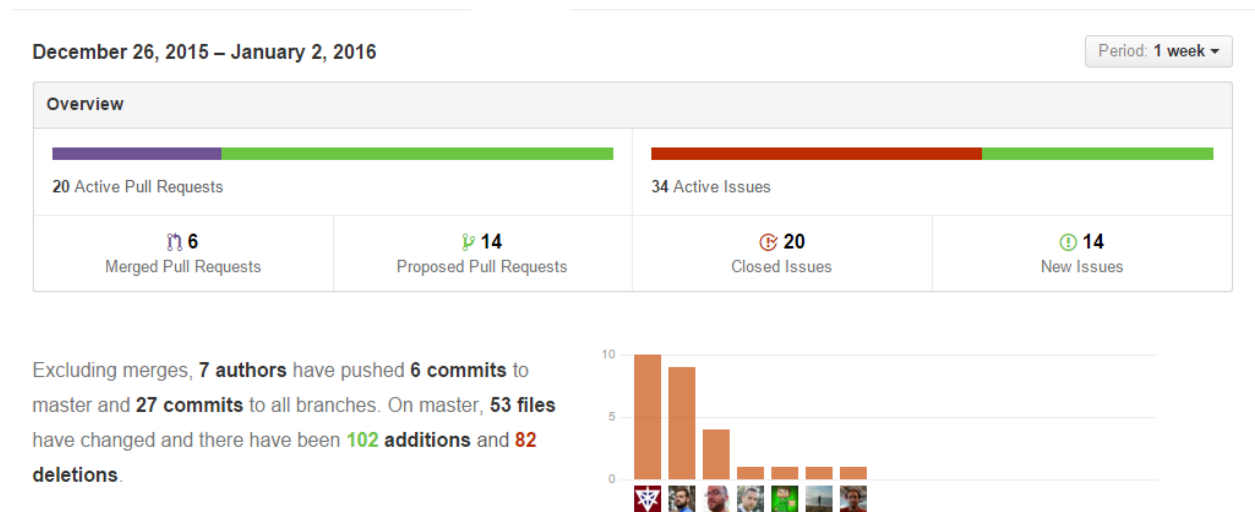 December 26, 2015 – January 2, 2016
Period: 1 week
Overview
20 Active Pull Requests
34 Active Issues
6
Merged Pull Requests
14
Proposed Pull Requests
20
Closed Issues
14
New Issues
Excluding merges, 7 authors have pushed 6 commits to
master and 27 commits to all branches. On master, 53 files
have changed and there have been 102 additions and 82
deletions.
10
5
0